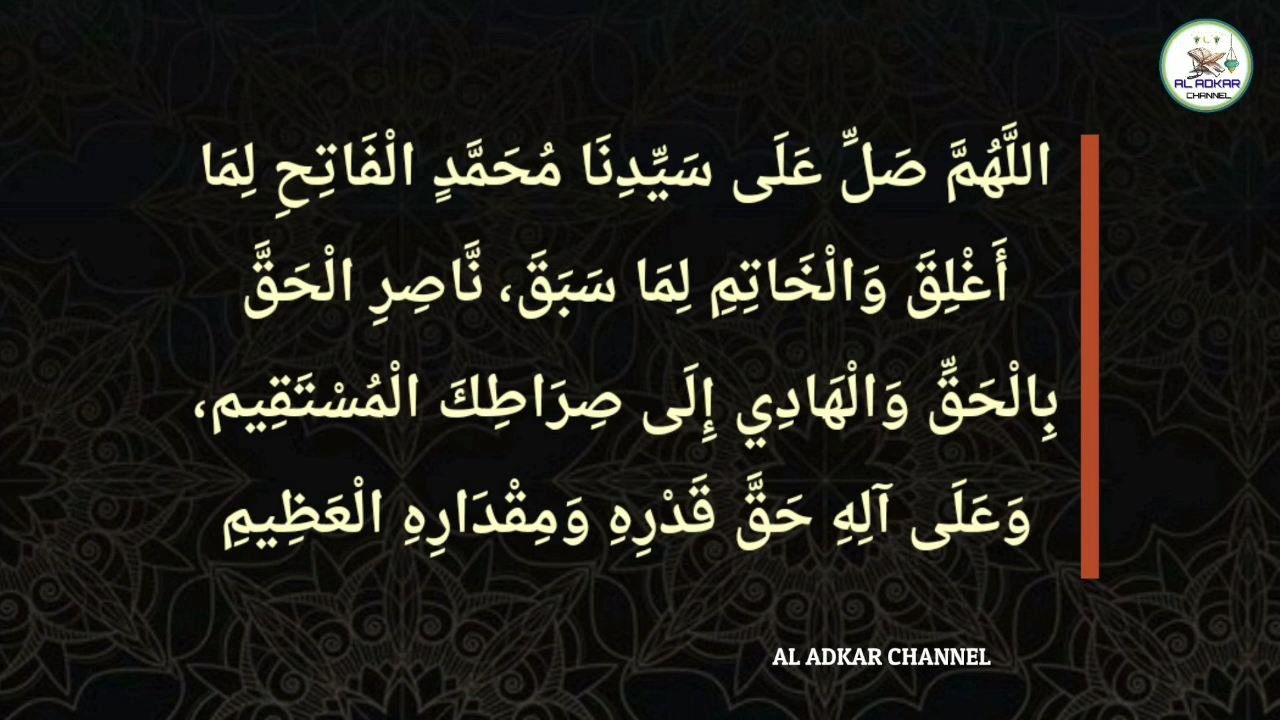 AL ADKAR
CHANNEL
اللَّهُمَّ صَلِّ عَلَى سَيِّدِنَا مُحَمَّدٍ الْفَاتِحِ لِمَا
أَغْلِقَ وَالْخَاتِمِ لِمَا سَبَقَ، نَّاصِرِ الْحَقَّ
بِالْحَقِّ وَالْهَادِي إِلَى صِرَاطِكَ الْمُسْتَقِيم،
وَعَلَى آلِهِ حَقَّ قَدْرِهِ وَمِقْدَارِهِ الْعَظِيمِ
AL ADKAR CHANNEL